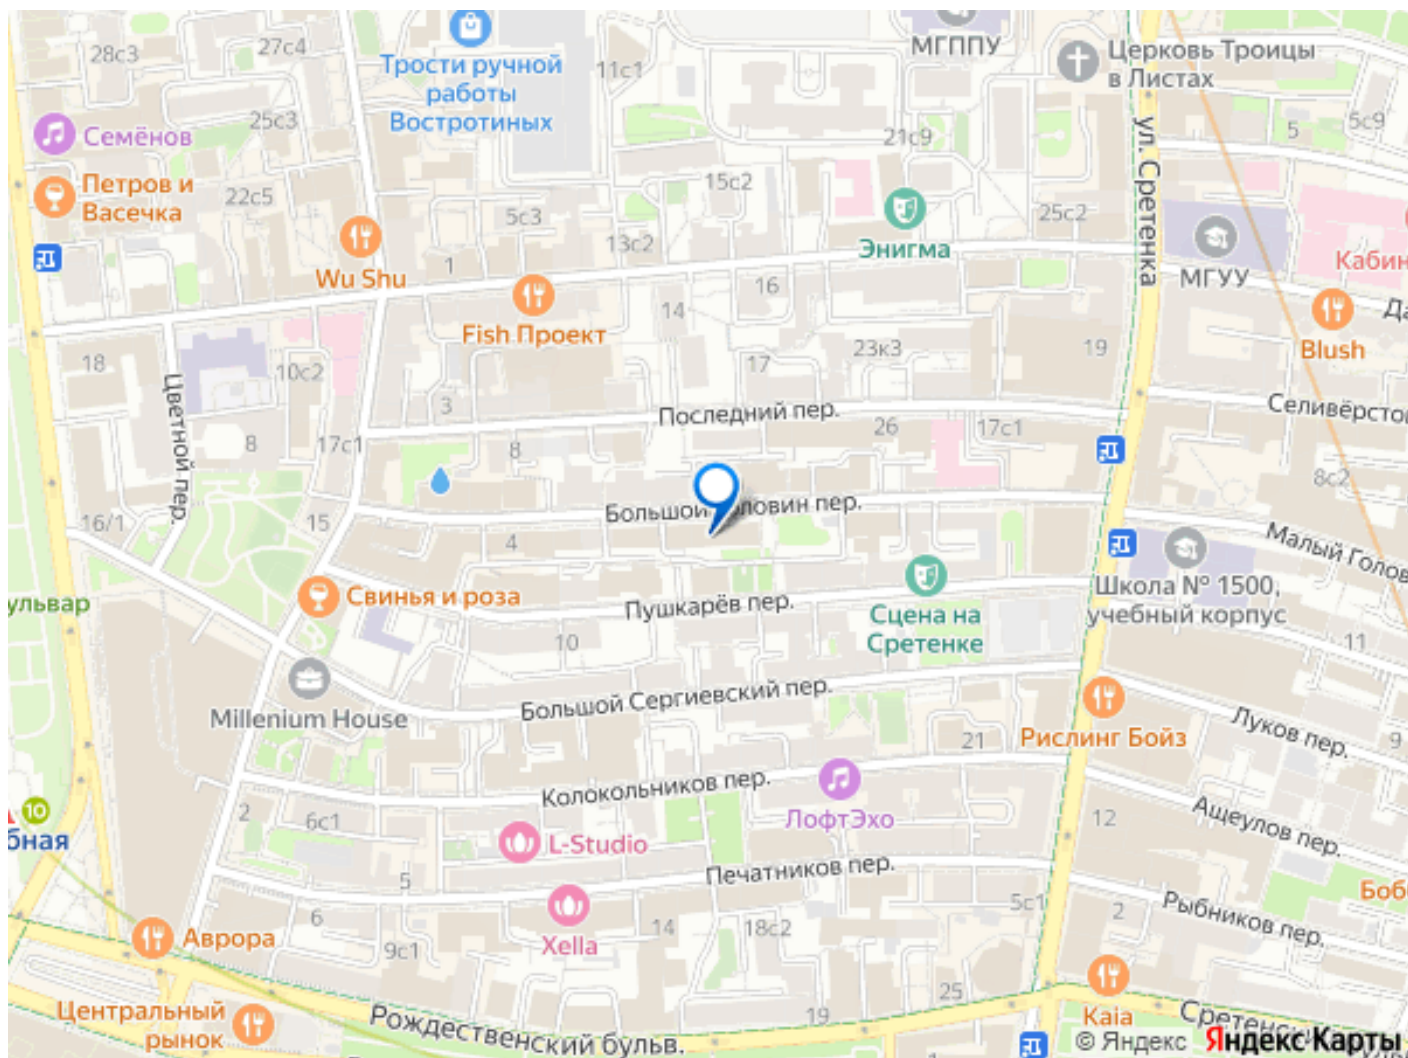 28с3
27с4
Трости ручной
работы
Востротиных
11с1
МГППУ
Церковь Троицы
в Листах
Семёнов
25с3
21с9
5
5с9
Петров и
Васечка
22с5
15с2
ул. Сретенка
5с3
25с2
Wu Shu
1
13с2
Энигма
МГУУ
Кабин
Fish Проект
14
16
Да
Blush
18
10с2
17
23к3
19
Цветной пер.
3
Последний пер.
Селивёрстов
8
17с1
8
26
17с1
8с2
16/1
15
Большой Головин пер.
4
Малый Голов
ульвар
Свинья и роза
Пушкарёв пер.
Сцена на
Сретенке
Школа № 1500,
учебный корпус
10
11
Millenium House
Большой Сергиевский пер.
Рислинг Бойз
Луков пер.
9
21
Колокольников пер.
10
бная
2
6с1
L-Studio
ЛофтЭхо
12
Ащеулов пер.
5
Печатников пер.
Боб
6
Xella
14
18с2
5с1
2
Рыбников пер.
Аврора
9с1
Центральный
рынок
Рождественский бульв.
19
25
Kaia
Сретенски
© Яндекс Яндекс Карты